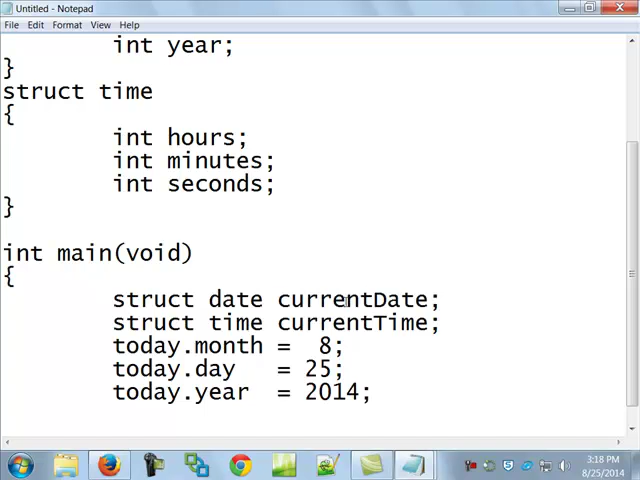 Untitled - Notepad
File Edit Format View Help
int year;
}
struct time
{
int hours;
int minutes;
int seconds;
}
int main(void)
{
struct date currentDate;
struct time currentTime;
today.month =  8;
today.day   = 25;
today.year  = 2014;
3:18 PM
8/25/2014